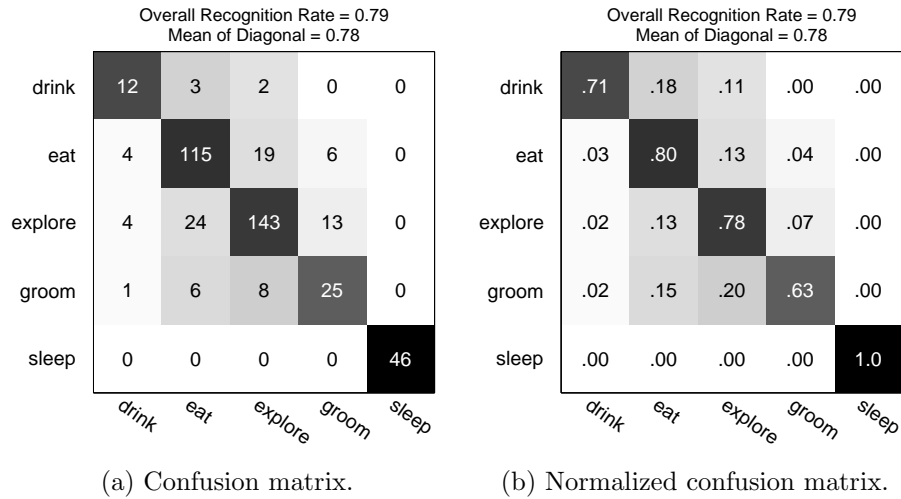 Overall Recognition Rate = 0.79
Mean of Diagonal = 0.78
drink 12 3 2 0 0
eat 4 115 19 6 0
explore 4 24 143 13 0
groom 1 6 8 25 0
sleep 0 0 0 0 46
drink eat explore groom sleep
(a) Confusion matrix.
Overall Recognition Rate = 0.79
Mean of Diagonal = 0.78
drink .71 .18 .11 .00 .00
eat .03 .80 .13 .04 .00
explore .02 .13 .78 .07 .00
groom .02 .15 .20 .63 .00
sleep .00 .00 .00 .00 1.0
drink eat explore groom sleep
(b) Normalized confusion matrix.